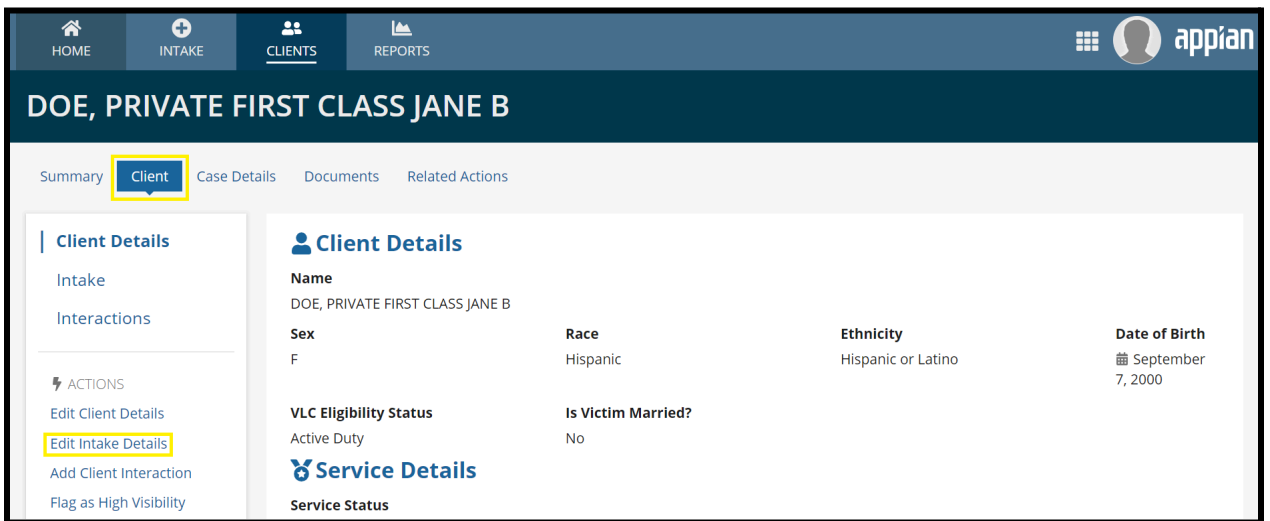 HOME INTAKE CLIENTS REPORTS appian
DOE, PRIVATE FIRST CLASS JANE B
Summary Client Case Details Documents Related Actions
Client Details
Intake
Interactions
ACTIONS
Edit Client Details
Edit Intake Details
Add Client Interaction
Flag as High Visibility
Client Details
Name
DOE, PRIVATE FIRST CLASS JANE B
Sex Race Ethnicity Date of Birth
F Hispanic Hispanic or Latino September
7, 2000
VLC Eligibility Status Is Victim Married?
Active Duty No
Service Details
Service Status